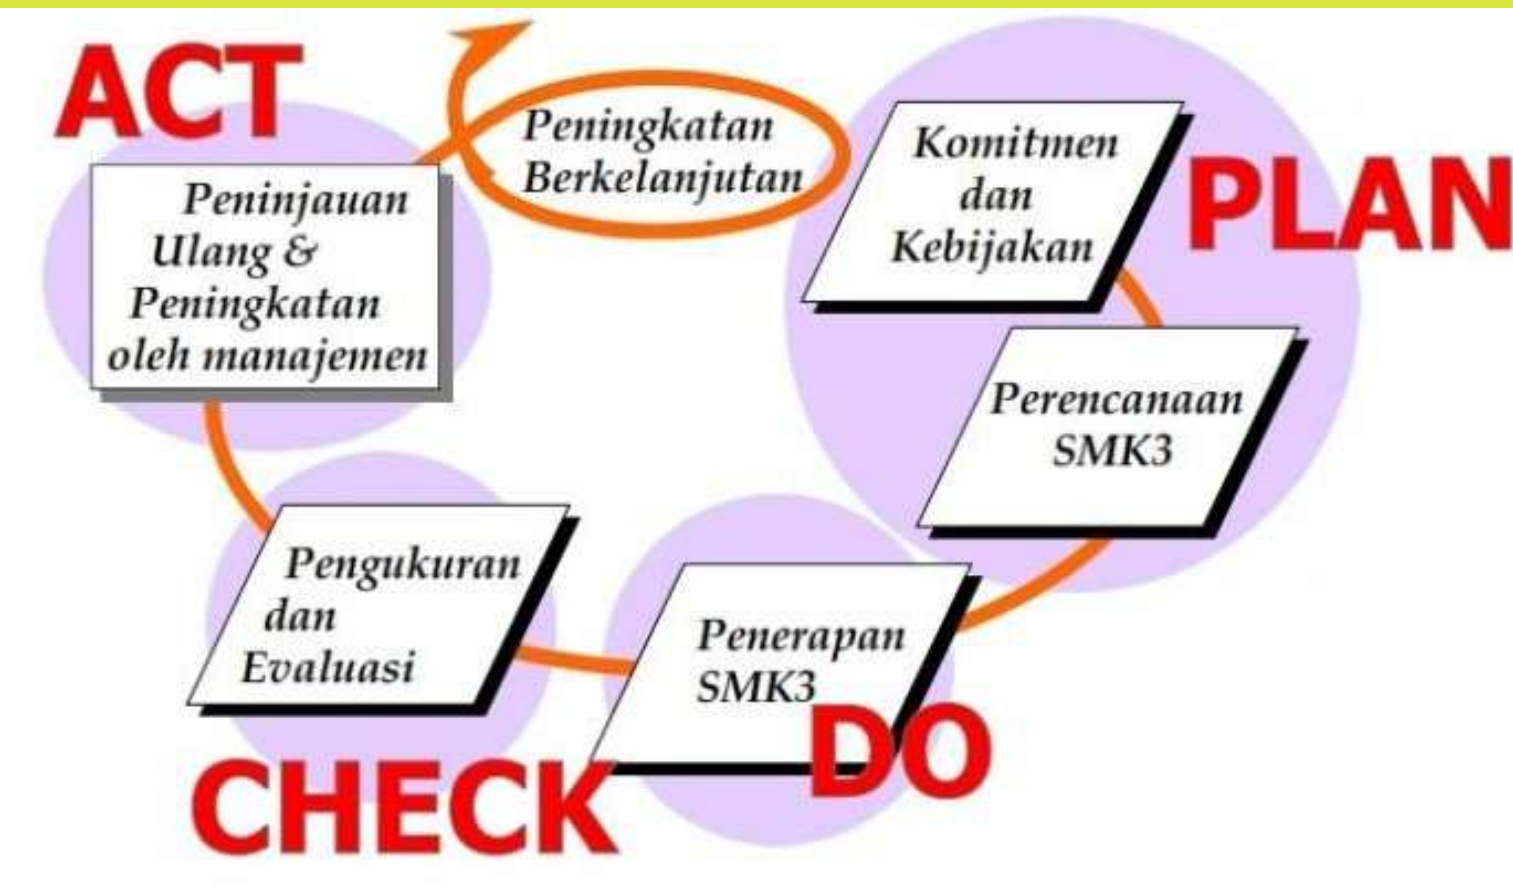 ACT
Peninjauan
Ulang &
Peningkatan
oleh manajemen
Peningkatan
Berkelanjutan
Komitmen
dan
Kebijakan
PLAN
Perencanaan
SMK3
Pengukuran
dan
Evaluasi
CHECK
Penerapan
SMK3
DO